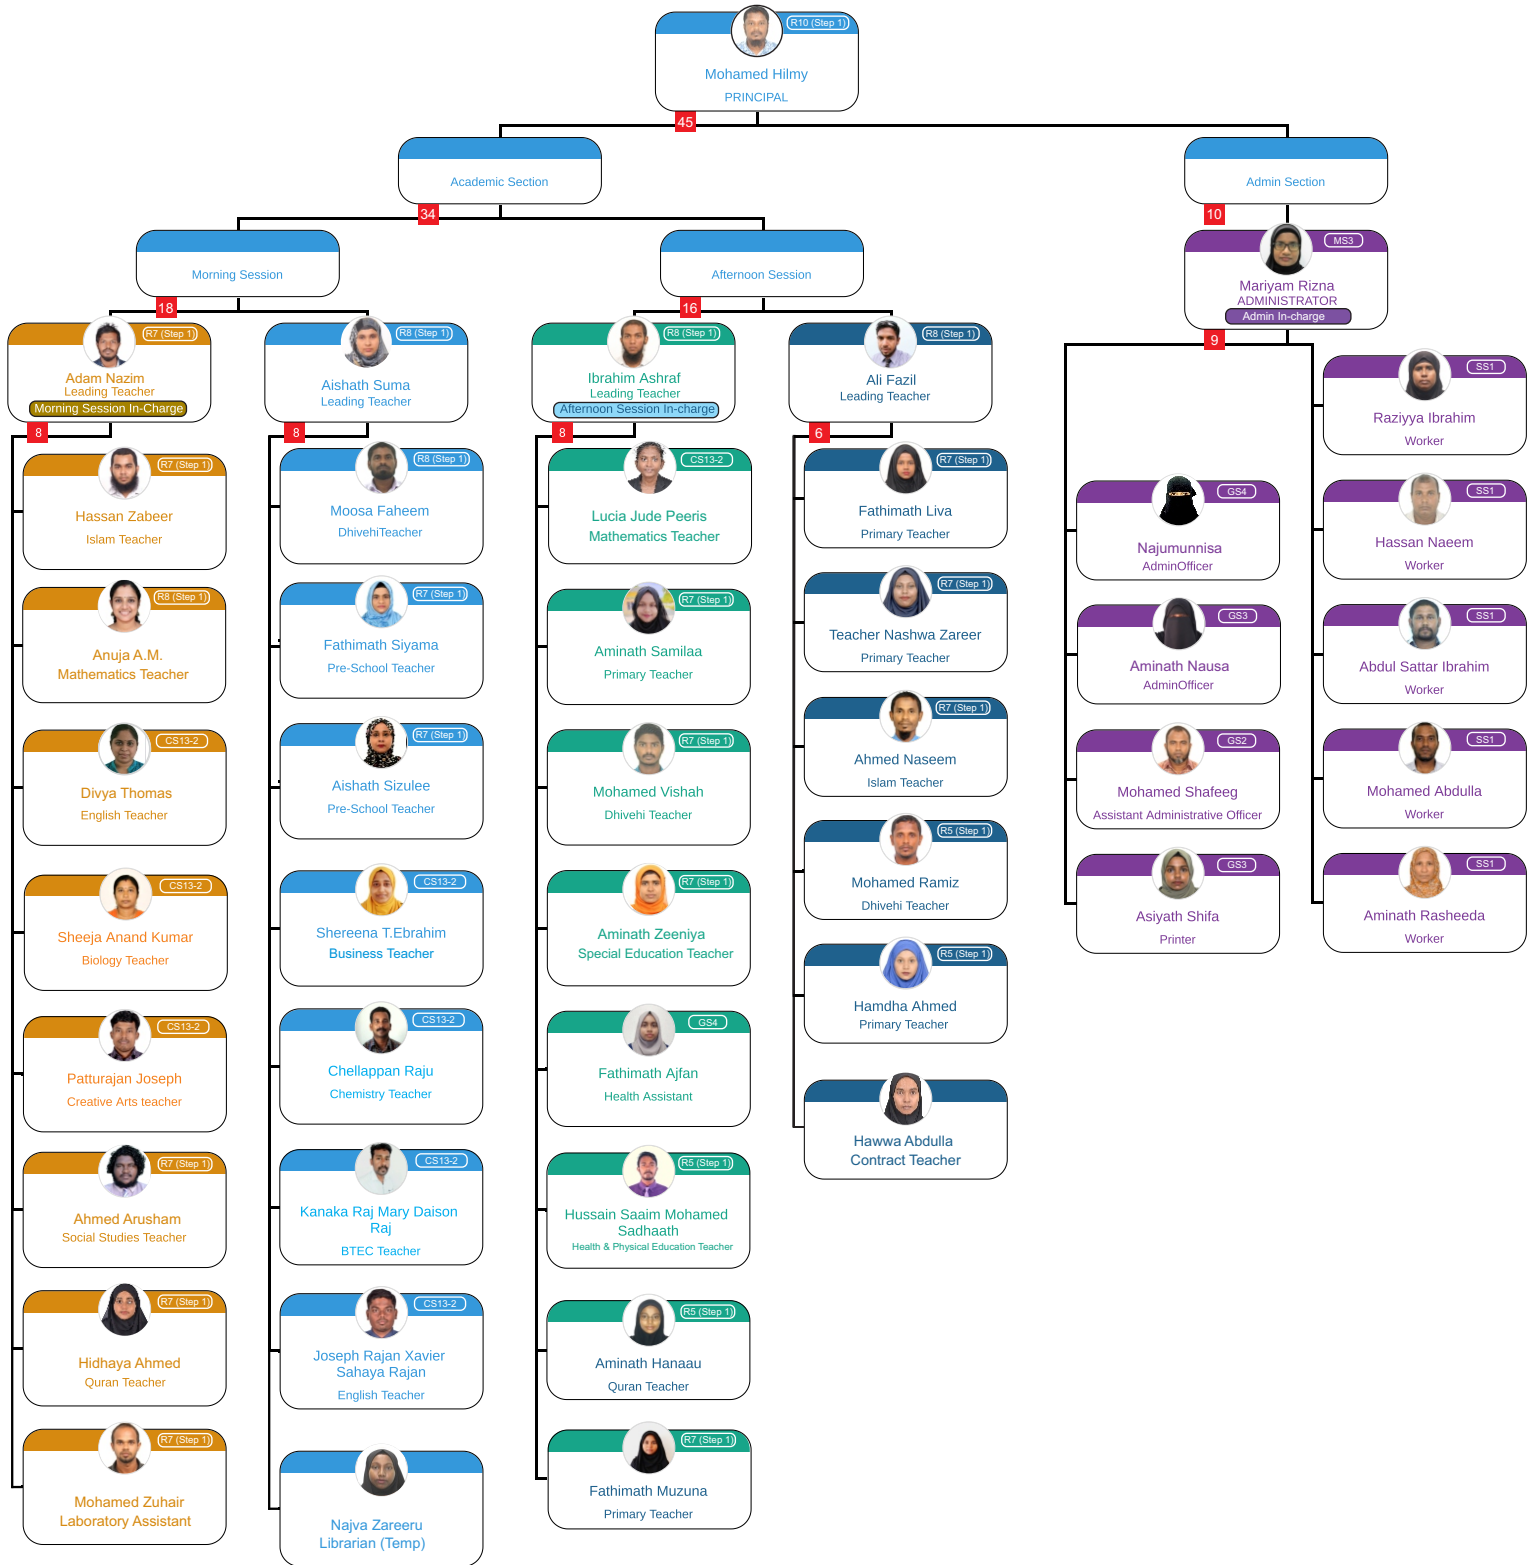 R10 (Step 1)
Mohamed Hilmy
PRINCIPAL
45
Academic Section
Admin Section
34
10
Morning Session
Afternoon Session
MS3
Mariyam Rizna
ADMINISTRATOR
Admin In-charge
18
16
9
R7 (Step 1)
Adam Nazim
Leading Teacher
Morning Session In-Charge
8
R7 (Step 1)
Hassan Zabeer
Islam Teacher
R8 (Step 1)
Anuja A.M.
Mathematics Teacher
CS13-2
Divya Thomas
English Teacher
CS13-2
Sheeja Anand Kumar
Biology Teacher
CS13-2
Patturajan Joseph
Creative Arts teacher
R7 (Step 1)
Ahmed Arusham
Social Studies Teacher
R7 (Step 1)
Hidhaya Ahmed
Quran Teacher
R7 (Step 1)
Mohamed Zuhair
Laboratory Assistant
R8 (Step 1)
Aishath Suma
Leading Teacher
8
R8 (Step 1)
Moosa Faheem
DhivehiTeacher
R7 (Step 1)
Fathimath Siyama
Pre-School Teacher
R7 (Step 1)
Aishath Sizulee
Pre-School Teacher
CS13-2
Shereena T.Ebrahim
Business Teacher
CS13-2
Chellappan Raju
Chemistry Teacher
CS13-2
Kanaka Raj Mary Daison
Raj
BTEC Teacher
CS13-2
Joseph Rajan Xavier
Sahaya Rajan
English Teacher
Najva Zareeru
Librarian (Temp)
R8 (Step 1)
Ibrahim Ashraf
Leading Teacher
Afternoon Session In-charge
8
CS13-2
Lucia Jude Peeris
Mathematics Teacher
R7 (Step 1)
Aminath Samilaa
Primary Teacher
R7 (Step 1)
Mohamed Vishah
Dhivehi Teacher
R7 (Step 1)
Aminath Zeeniya
Special Education Teacher
GS4
Fathimath Ajfan
Health Assistant
R5 (Step 1)
Hussain Saaim Mohamed
Sadhaath
Health & Physical Education Teacher
R5 (Step 1)
Aminath Hanaau
Quran Teacher
R7 (Step 1)
Fathimath Muzuna
Primary Teacher
R8 (Step 1)
Ali Fazil
Leading Teacher
6
R7 (Step 1)
Fathimath Liva
Primary Teacher
R7 (Step 1)
Teacher Nashwa Zareer
Primary Teacher
R7 (Step 1)
Ahmed Naseem
Islam Teacher
R5 (Step 1)
Mohamed Ramiz
Dhivehi Teacher
R5 (Step 1)
Hamdha Ahmed
Primary Teacher
Hawwa Abdulla
Contract Teacher
GS4
Najumunnisa
AdminOfficer
GS3
Aminath Nausa
AdminOfficer
GS2
Mohamed Shafeeg
Assistant Administrative Officer
GS3
Asiyath Shifa
Printer
SS1
Raziyya Ibrahim
Worker
SS1
Hassan Naeem
Worker
SS1
Abdul Sattar Ibrahim
Worker
SS1
Mohamed Abdulla
Worker
SS1
Aminath Rasheeda
Worker